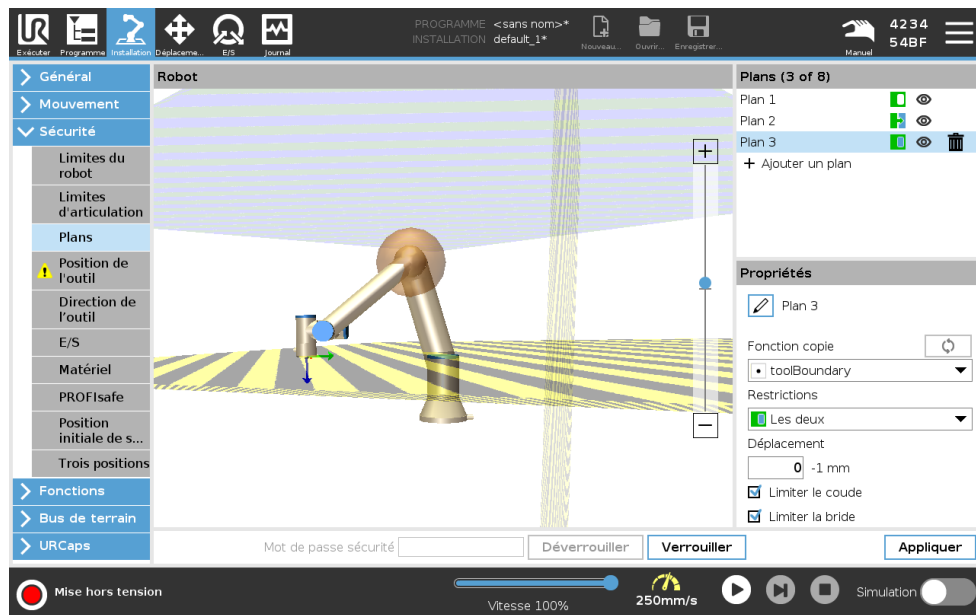 PROGRAMME <sans nom>*
INSTALLATION default_1*
4234
54BF
Exécuter Programme Installation Déplaceme... E/S Journal
Nouveau... Ouvrir... Enregistrer...
Manuel
Général
Mouvement
Sécurité
Limites du
robot
Limites
d'articulation
Plans
Position de
l'outil
Direction de
l’outil
E/S
Matériel
PROFIsafe
Position
initiale de s...
Trois positions
Fonctions
Bus de terrain
URCaps
Robot
Plans (3 of 8)
Plan 1
Plan 2
Plan 3
+ Ajouter un plan
Propriétés
Plan 3
Fonction copie
toolBoundary
Restrictions
Les deux
Déplacement
0 -1 mm
Limiter le coude
Limiter la bride
Mot de passe sécurité
Déverrouiller
Verrouiller
Appliquer
Mise hors tension
Vitesse 100%
250mm/s
Simulation